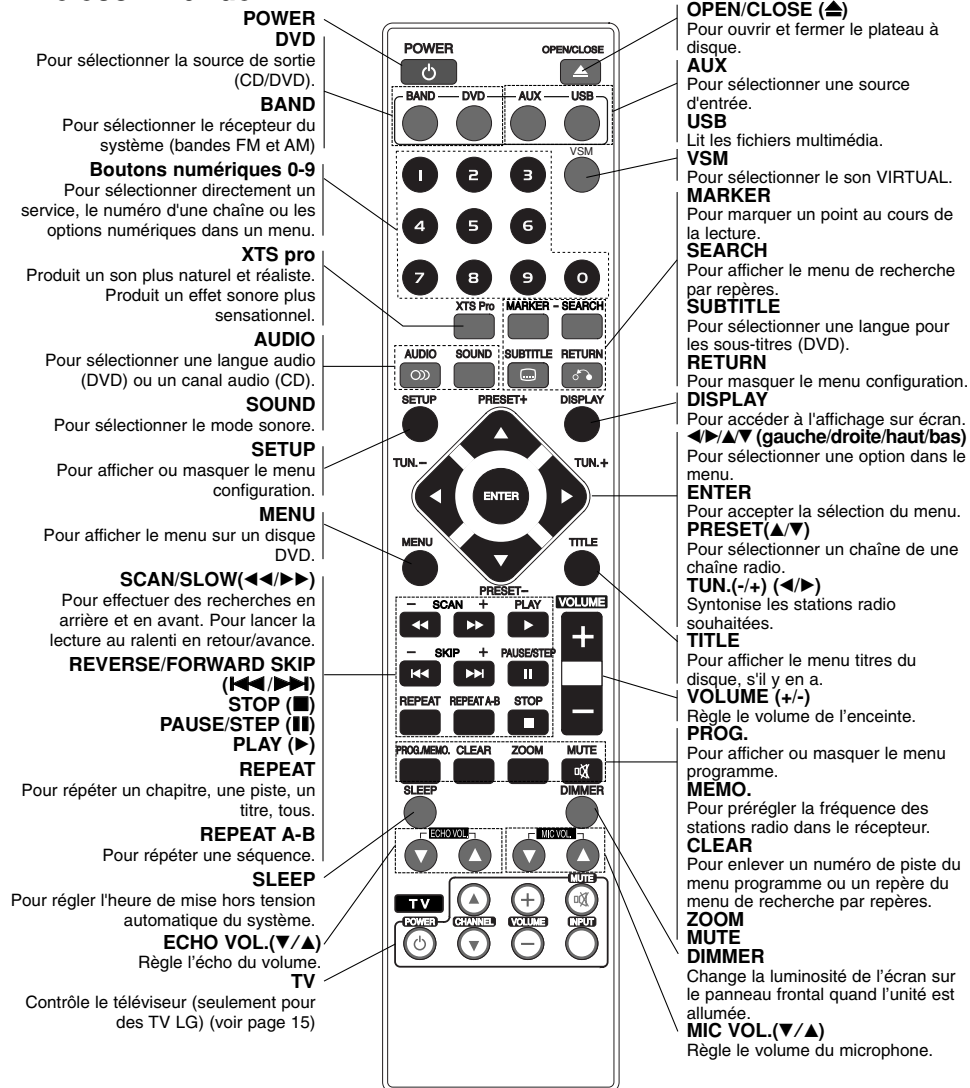 POWER
DVD
Pour sélectionner la source de sortie
(CD/DVD).
BAND
Pour sélectionner le récepteur du
système (bandes FM et AM)
Boutons numériques 0-9
Pour sélectionner directement un
service, le numéro d'une chaîne ou les
options numériques dans un menu.
XTS pro
Produit un son plus naturel et réaliste.
Produit un effet sonore plus
sensationnel.
AUDIO
Pour sélectionner une langue audio
(DVD) ou un canal audio (CD).
SOUND
Pour sélectionner le mode sonore.
SETUP
Pour afficher ou masquer le menu
configuration.
MENU
Pour afficher le menu sur un disque
DVD.
SCAN/SLOW(◄◄/►►)
Pour effectuer des recherches en
arrière et en avant. Pour lancer la
lecture au ralenti en retour/avance.
REVERSE/FORWARD SKIP
(|◄◄/►►|)
STOP (■)
PAUSE/STEP (❚❚)
PLAY (►)
REPEAT
Pour répéter un chapitre, une piste, un
titre, tous.
REPEAT A-B
Pour répéter une séquence.
SLEEP
Pour régler l'heure de mise hors tension
automatique du système.
ECHO VOL.(▼/▲)
Règle l'écho du volume.
TV
Contrôle le téléviseur (seulement pour
des TV LG) (voir page 15)
POWER OPEN/CLOSE
BAND DVD AUX USB
VSM
1 2 3
4 5 6
7 8 9 0
XTS Pro MARKER - SEARCH
AUDIO SOUND SUBTITLE RETURN
SETUP PRESET+ DISPLAY
TUN.- TUN.+
ENTER
MENU TITLE
PRESET-
- SCAN + PLAY VOLUME
+
- SKIP + PAUSE/STEP
REPEAT REPEAT A-B STOP
-
PROG./MEMO. CLEAR ZOOM MUTE
SLEEP DIMMER
ECHO VOL. MIC VOL.
MUTE
TV
POWER CHANNEL VOLUME INPUT
OPEN/CLOSE (⏏)
Pour ouvrir et fermer le plateau à
disque.
AUX
Pour sélectionner une source
d'entrée.
USB
Lit les fichiers multimédia.
VSM
Pour sélectionner le son VIRTUAL.
MARKER
Pour marquer un point au cours de
la lecture.
SEARCH
Pour afficher le menu de recherche
par repères.
SUBTITLE
Pour sélectionner une langue pour
les sous-titres (DVD).
RETURN
Pour masquer le menu configuration.
DISPLAY
Pour accéder à l'affichage sur écran.
◄/►/▲/▼ (gauche/droite/haut/bas)
Pour sélectionner une option dans le
menu.
ENTER
Pour accepter la sélection du menu.
PRESET(▲/▼)
Pour sélectionner un chaîne de une
chaîne radio.
TUN.(-/+) (◄/►)
Syntonise les stations radio
souhaitées.
TITLE
Pour afficher le menu titres du
disque, s'il y en a.
VOLUME (+/-)
Règle le volume de l'enceinte.
PROG.
Pour afficher ou masquer le menu
programme.
MEMO.
Pour prérégler la fréquence des
stations radio dans le récepteur.
CLEAR
Pour enlever un numéro de piste du
menu programme ou un repère du
menu de recherche par repères.
ZOOM
MUTE
DIMMER
Change la luminosité de l'écran sur
le panneau frontal quand l'unité est
allumée.
MIC VOL.(▼/▲)
Règle le volume du microphone.